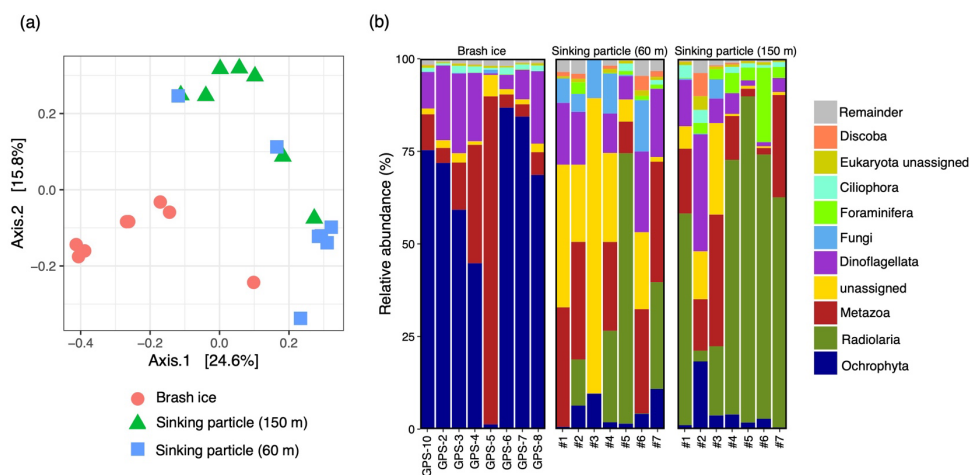 (a)
0.2
0.0
−0.2
Axis.2 [15.8%]
−0.4
−0.2
0.0
0.2
Axis.1 [24.6%]
Brash ice
Sinking particle (150 m)
Sinking particle (60 m)
(b)
Brash ice
Sinking particle (60 m)
Sinking particle (150 m)
100
75
50
25
0
Relative abundance (%)
GPS-10
GPS-2
GPS-3
GPS-4
GPS-5
GPS-6
GPS-7
GPS-8
#1
#2
#3
#4
#5
#6
#7
#1
#2
#3
#4
#5
#6
#7
Remainder
Discoba
Eukaryota unassigned
Ciliophora
Foraminifera
Fungi
Dinoflagellata
unassigned
Metazoa
Radiolaria
Ochrophyta